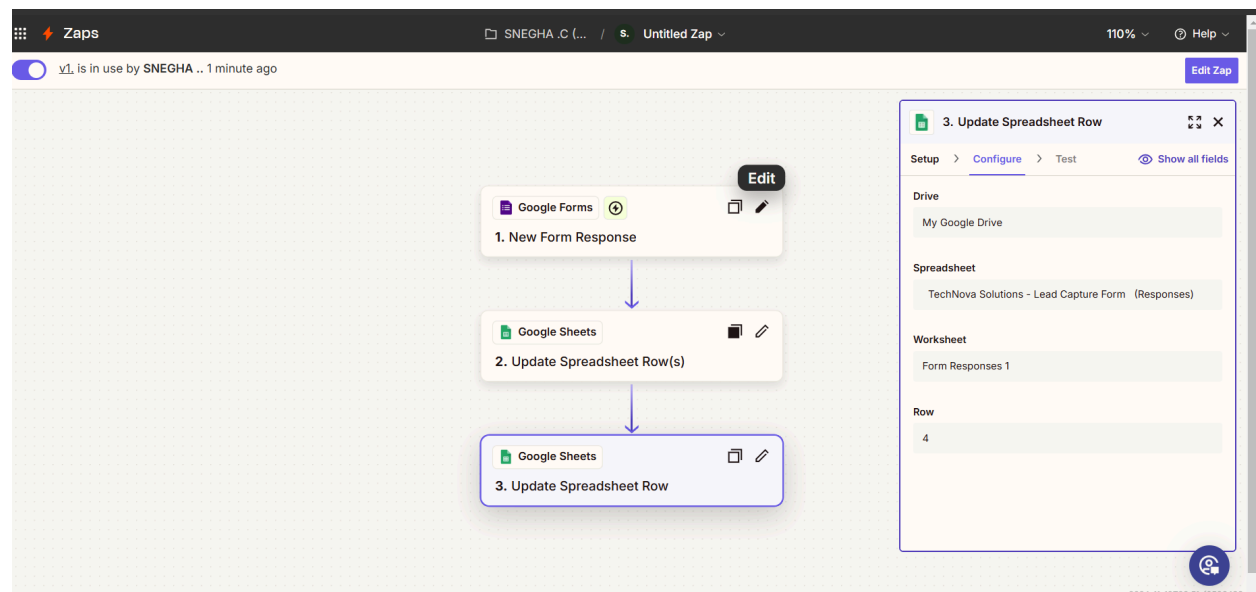 Zaps
SNEGHA .C (... / S. Untitled Zap
110% Help
v1. is in use by SNEGHA .. 1 minute ago
Edit Zap
3. Update Spreadsheet Row
Setup > Configure > Test Show all fields
Drive
My Google Drive
Spreadsheet
TechNova Solutions - Lead Capture Form (Responses)
Worksheet
Form Responses 1
Row
4
Edit
Google Forms
1. New Form Response
Google Sheets
2. Update Spreadsheet Row(s)
Google Sheets
3. Update Spreadsheet Row